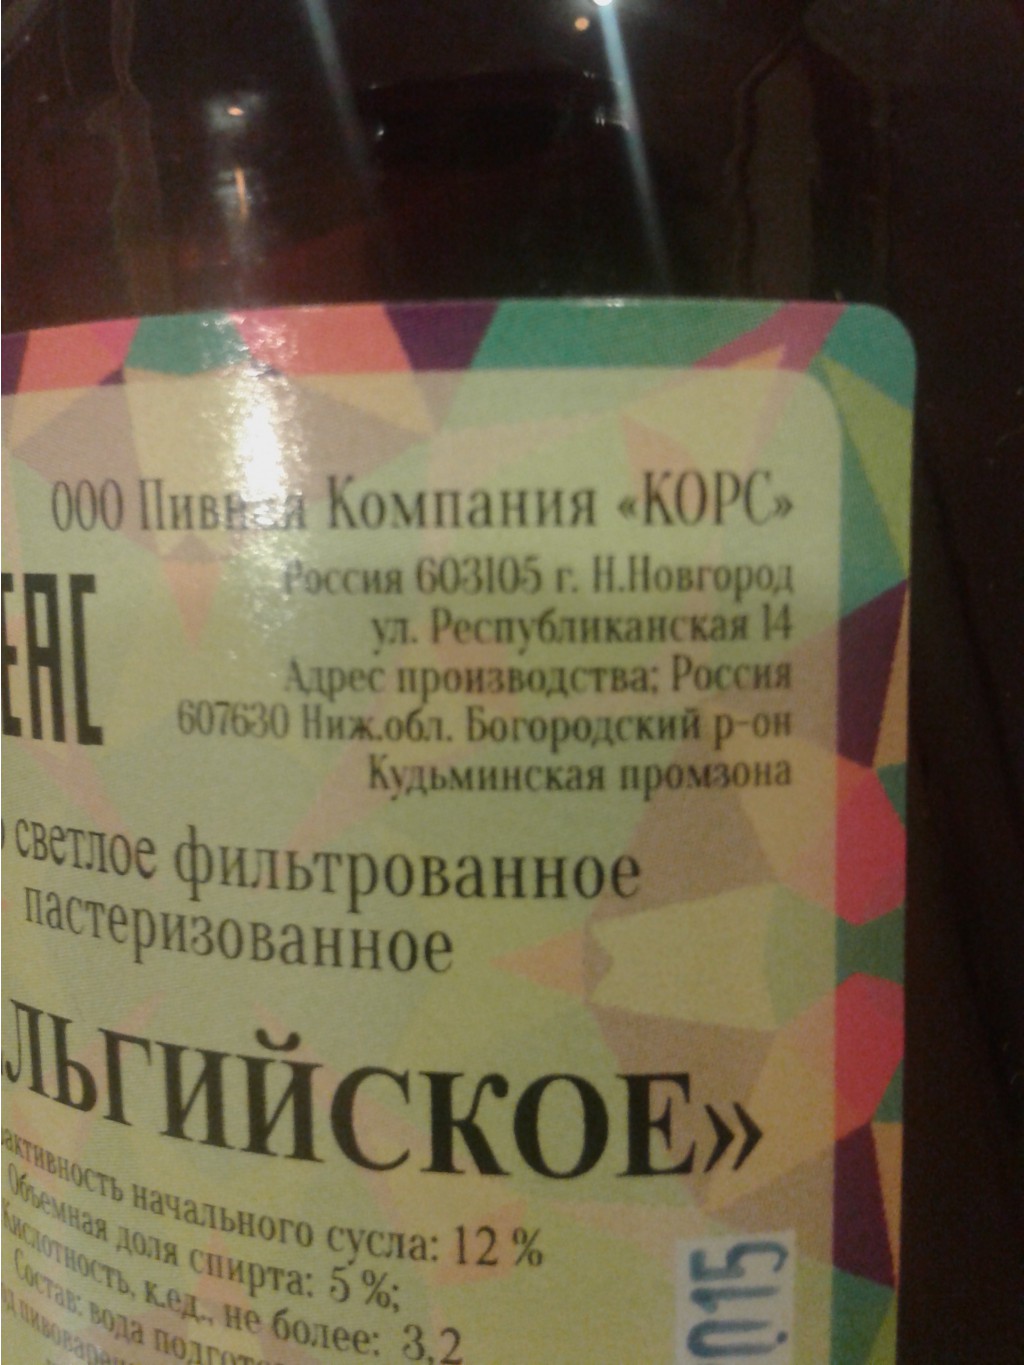 ООО Пивная Компания «КОРС»
Россия 603105 г. Н.Новгород
ул. Республиканская 14
Адрес производства: Россия
607630 Ниж.обл. Богородский р-он
Кудьминская промзона
ЕАС
светлое фильтрованное
пастеризованное
ЛЬГИЙСКОЕ»
начального сусла: 12 %
Объемная доля спирта: 5 %;
Кислотность, к.ед., не более: 3,2
Состав: вода
015